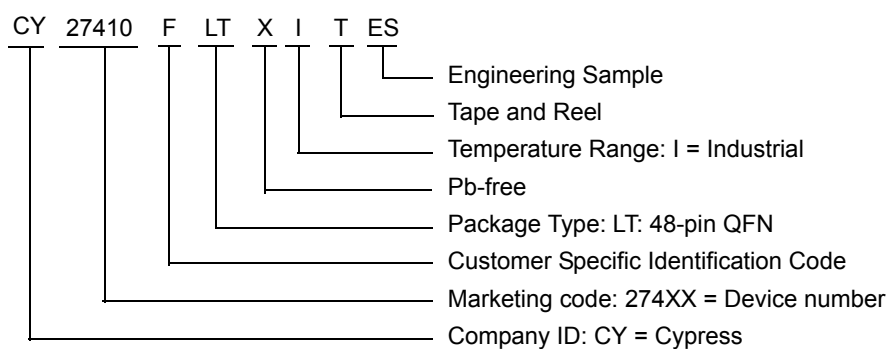 CY 27410 F LT X I T ES
Engineering Sample
Tape and Reel
Temperature Range: I = Industrial
Pb-free
Package Type: LT: 48-pin QFN
Customer Specific Identification Code
Marketing code: 274XX = Device number
Company ID: CY = Cypress